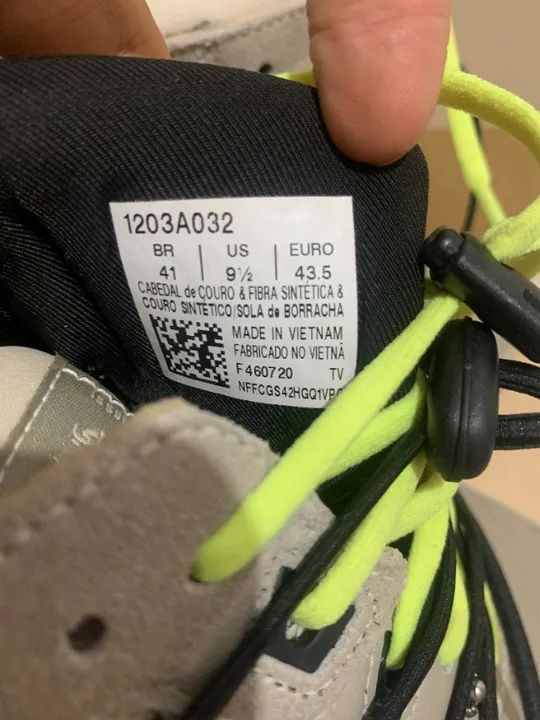 1203A032
BR | US | EURO
41 | 9½ | 43.5
CABEDAL de COURO & FIBRA SINTÉTICA &
COURO SINTÉTICO/SOLA de BORRACHA
MADE IN VIETNAM
FABRICADO NO VIETNÃ
F460720 TV